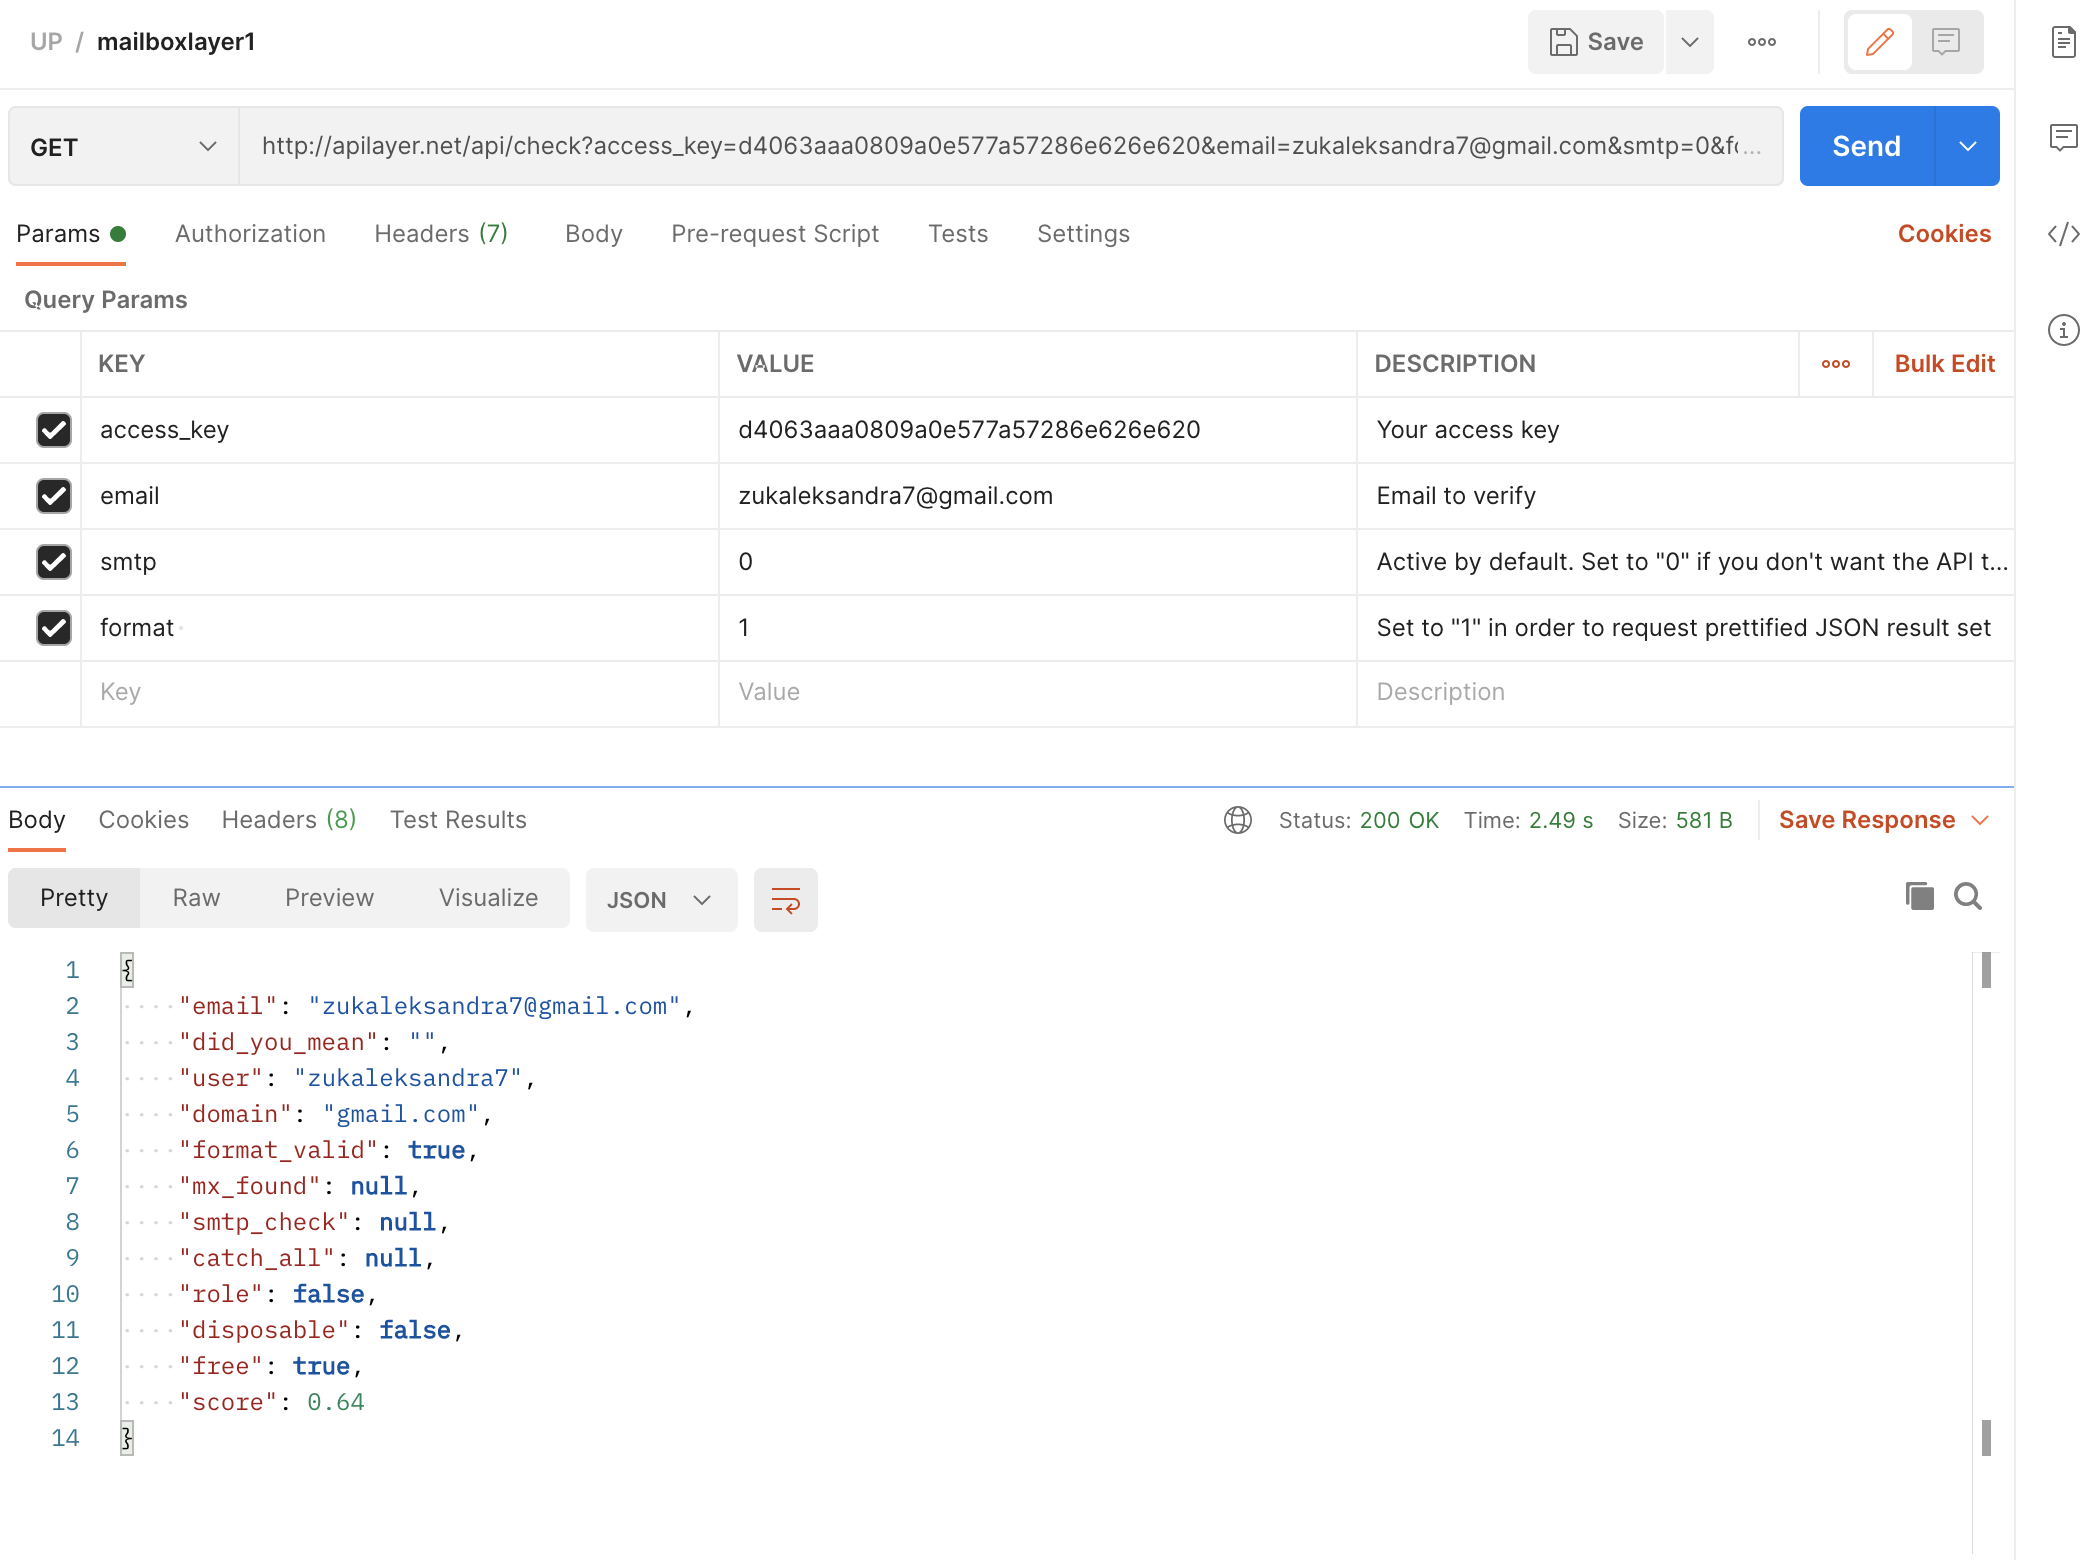 UP / mailboxlayer1
Save
GET
http://apilayer.net/api/check?access_key=d4063aaa0809a0e577a57286e626e620&email=zukaleksandra7@gmail.com&smtp=0&fo...
Send
Params Authorization Headers (7) Body Pre-request Script Tests Settings Cookies
Query Params
KEY VALUE DESCRIPTION Bulk Edit
access_key d4063aaa0809a0e577a57286e626e620 Your access key
email zukaleksandra7@gmail.com Email to verify
smtp 0 Active by default. Set to "0" if you don't want the API t...
format 1 Set to "1" in order to request prettified JSON result set
Key Value Description
Body Cookies Headers (8) Test Results Status: 200 OK Time: 2.49 s Size: 581 B Save Response
Pretty Raw Preview Visualize JSON
1 {
2 "email": "zukaleksandra7@gmail.com",
3 "did_you_mean": "",
4 "user": "zukaleksandra7",
5 "domain": "gmail.com",
6 "format_valid": true,
7 "mx_found": null,
8 "smtp_check": null,
9 "catch_all": null,
10 "role": false,
11 "disposable": false,
12 "free": true,
13 "score": 0.64
14 }